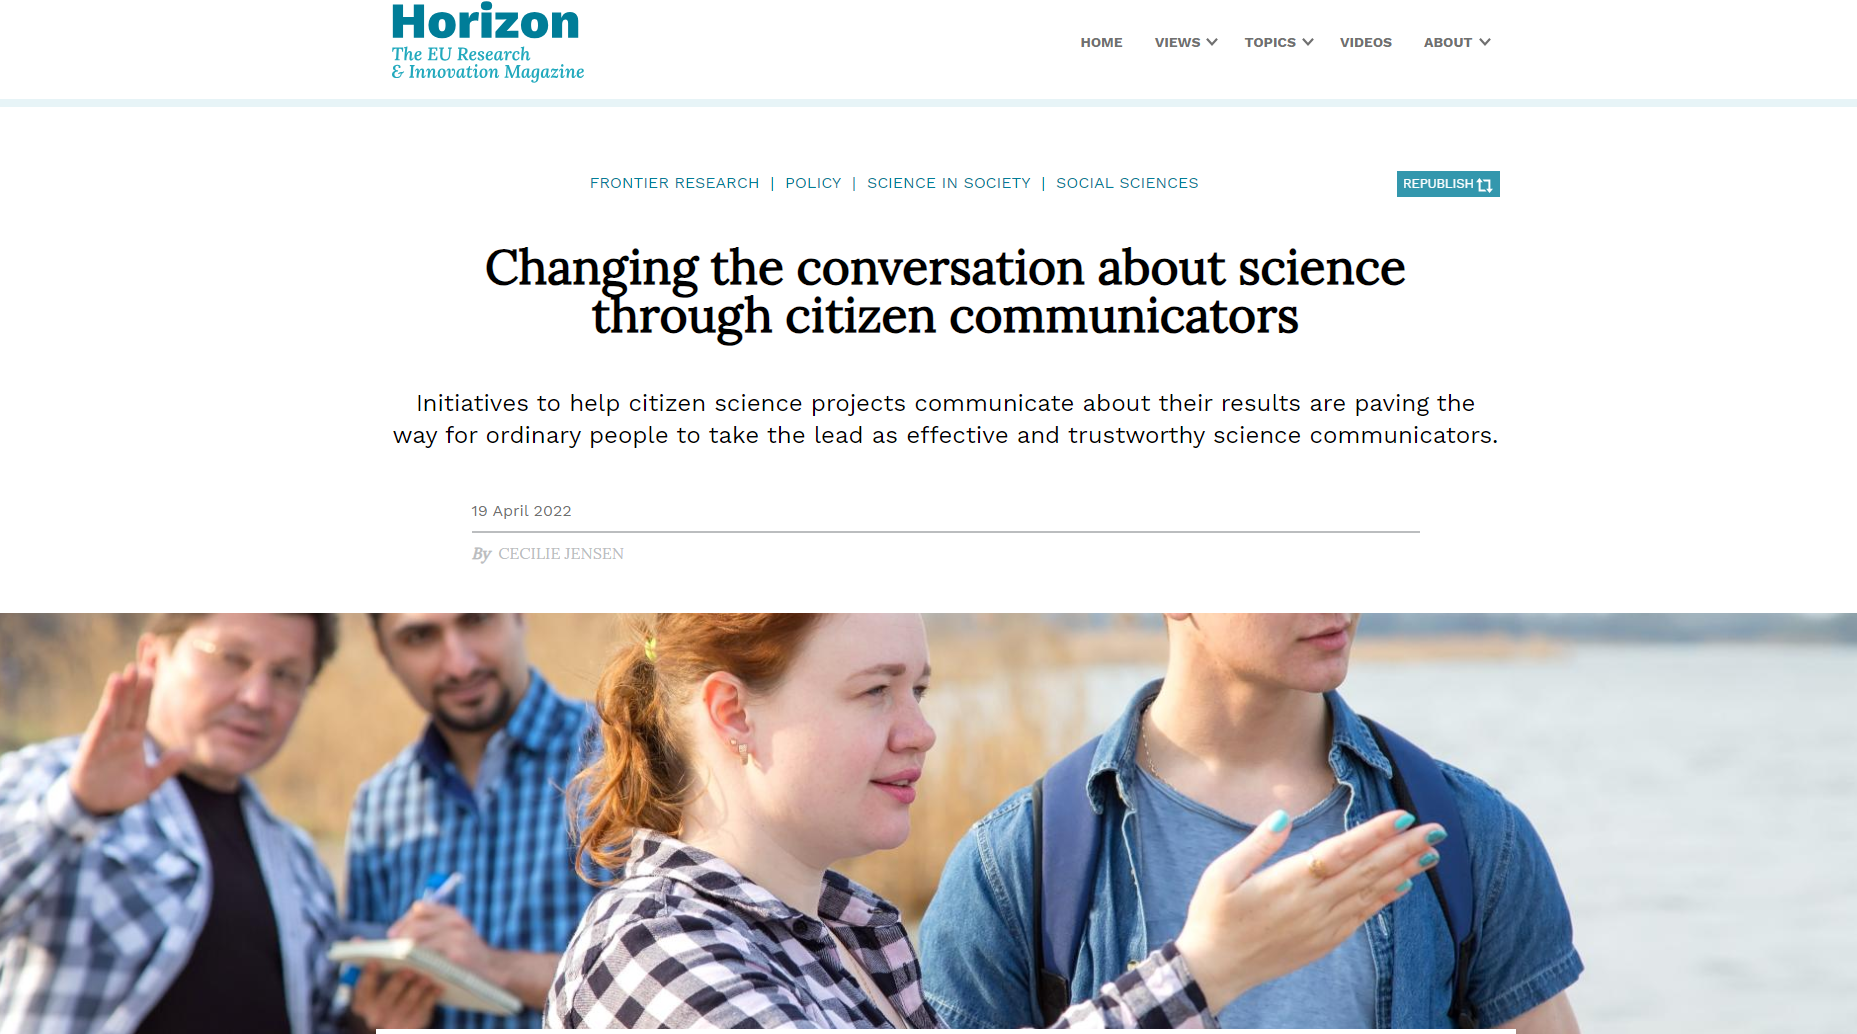 Horizon
The EU Research
& Innovation Magazine
HOME VIEWS TOPICS VIDEOS ABOUT
FRONTIER RESEARCH | POLICY | SCIENCE IN SOCIETY | SOCIAL SCIENCES
REPUBLISH
Changing the conversation about science
through citizen communicators
Initiatives to help citizen science projects communicate about their results are paving the
way for ordinary people to take the lead as effective and trustworthy science communicators.
19 April 2022
By CECILIE JENSEN